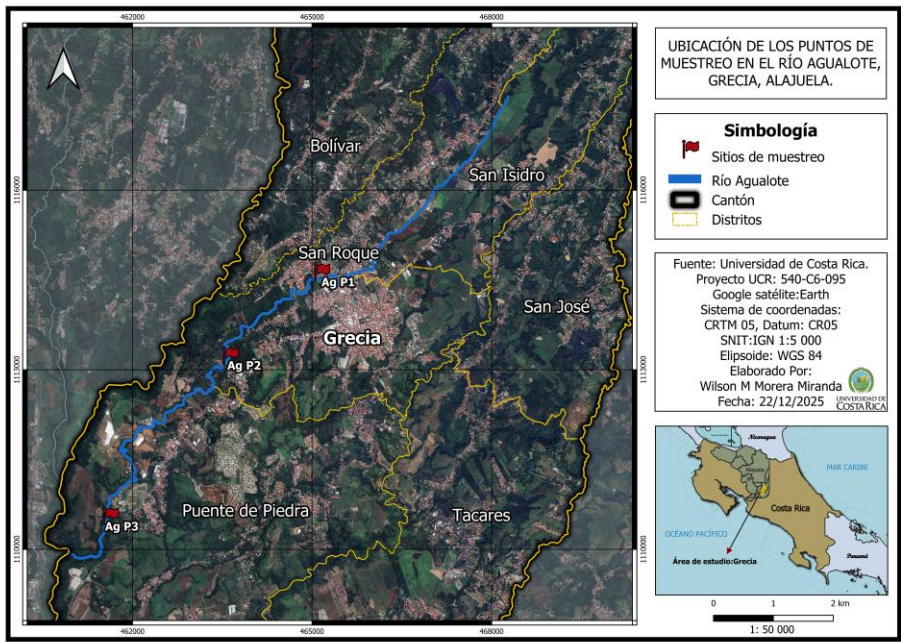 462000
465000
468000
1116000
1113000
1110000
Bolívar
San Isidro
San Roque
Ag P1
San José
Grecia
Ag P2
Puente de Piedra
Tacares
Ag P3
1116000
1113000
1110000
462000
465000
468000
UBICACIÓN DE LOS PUNTOS DE
MUESTREO EN EL RÍO AGUALOTE,
GRECIA, ALAJUELA.
Simbología
Sitios de muestreo
Río Agualote
Cantón
Distritos
Fuente: Universidad de Costa Rica.
Proyecto UCR: 540-C6-095
Google satélite:Earth
Sistema de coordenadas:
CRTM 05, Datum: CR05
SNIT:IGN 1:5 000
Elipsoide: WGS 84
Elaborado Por:
Wilson M Morera Miranda
Fecha: 22/12/2025
UNIVERSIDAD DE
COSTA RICA
Nicaragua
MAR CARIBE
Alajuela
Costa Rica
OCÉANO PACÍFICO
Panamá
Área de estudio:Grecia
0 1 2 km
1: 50 000